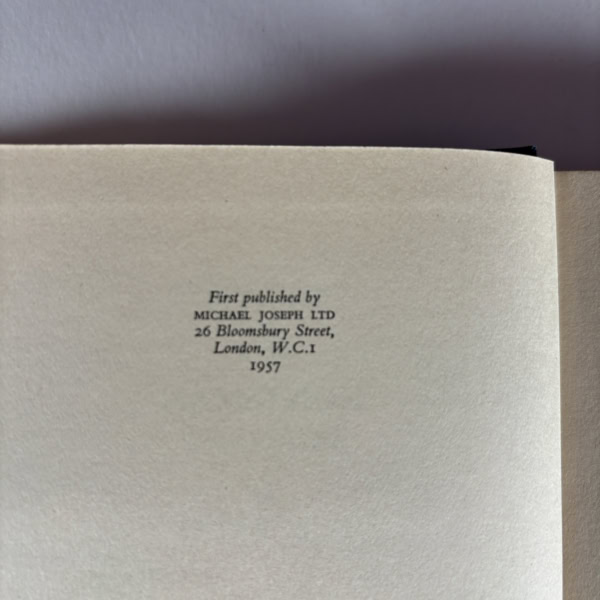 First published by
MICHAEL JOSEPH LTD
26 Bloomsbury Street,
London, W.C.1
1957